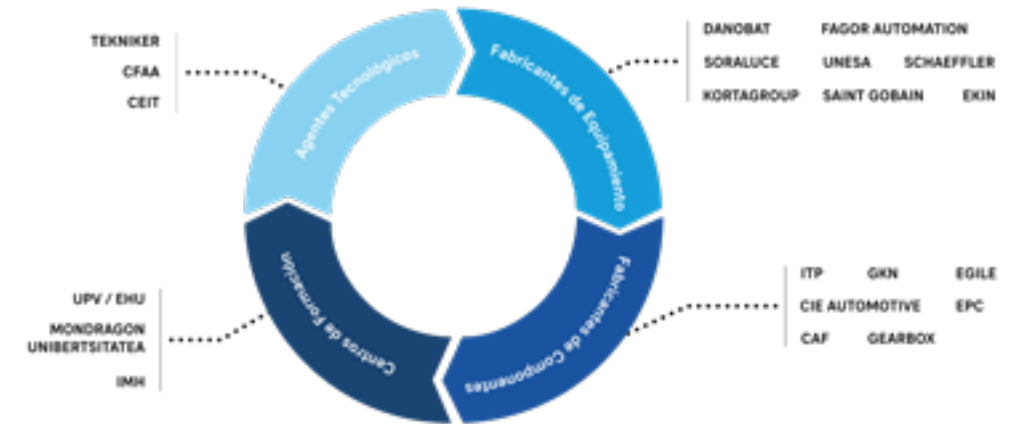 TEKNIKER
CFAA
CEIT
Agentes Tecnológicos
Fabricantes de Equipamiento
DANOBAT FAGOR AUTOMATION
SORALUCE UNESA SCHAEFFLER
KORTAGROUP SAINT GOBAIN EKIN
UPV / EHU
MONDRAGON
UNIBERTSITATEA
IMH
Centros de Formación
Fabricantes de Componentes
ITP GKN EGILE
CIE AUTOMOTIVE EPC
CAF GEARBOX